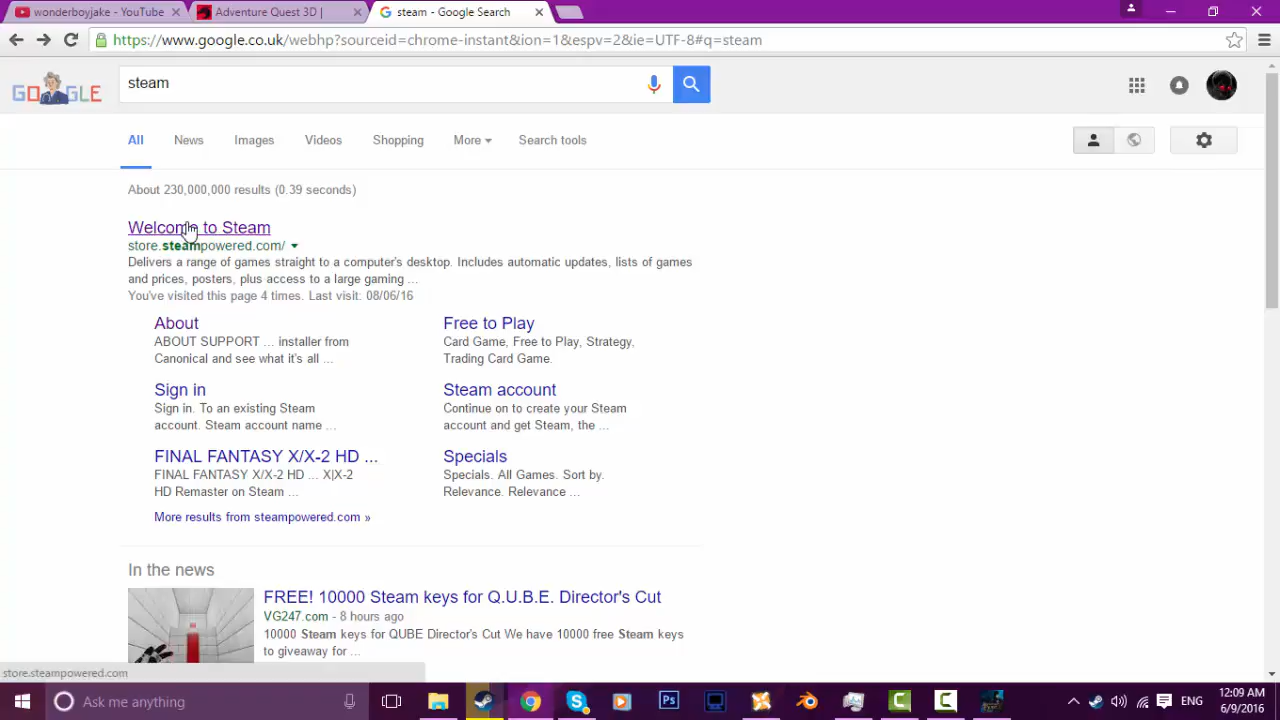 wonderboyjake - YouTube
Adventure Quest 3D |
steam - Google Search
https://www.google.co.uk/webhp?sourceid=chrome-instant&ion=1&espv=2&ie=UTF-8#q=steam
GOOGLE
steam
All News Images Videos Shopping More Search tools
About 230,000,000 results (0.39 seconds)
Welcome to Steam
store.steampowered.com/
Delivers a range of games straight to a computer's desktop. Includes automatic updates, lists of games
and prices, posters, plus access to a large gaming ...
You've visited this page 4 times. Last visit: 08/06/16
About
ABOUT SUPPORT ... installer from
Canonical and see what it's all ...
Free to Play
Card Game, Free to Play, Strategy,
Trading Card Game.
Sign in
Sign in. To an existing Steam
account. Steam account name ...
Steam account
Continue on to create your Steam
account and get Steam, the ...
FINAL FANTASY X/X-2 HD ...
FINAL FANTASY X/X-2 HD ... X|X-2
HD Remaster on Steam ...
Specials
Specials. All Games. Sort by.
Relevance. Relevance ...
More results from steampowered.com »
In the news
FREE! 10000 Steam keys for Q.U.B.E. Director's Cut
VG247.com - 8 hours ago
10000 Steam keys for QUBE Director's Cut We have 10000 free Steam keys
to giveaway for ...
store.steampowered.com
Ask me anything
Ps
ENG
12:09 AM
6/9/2016